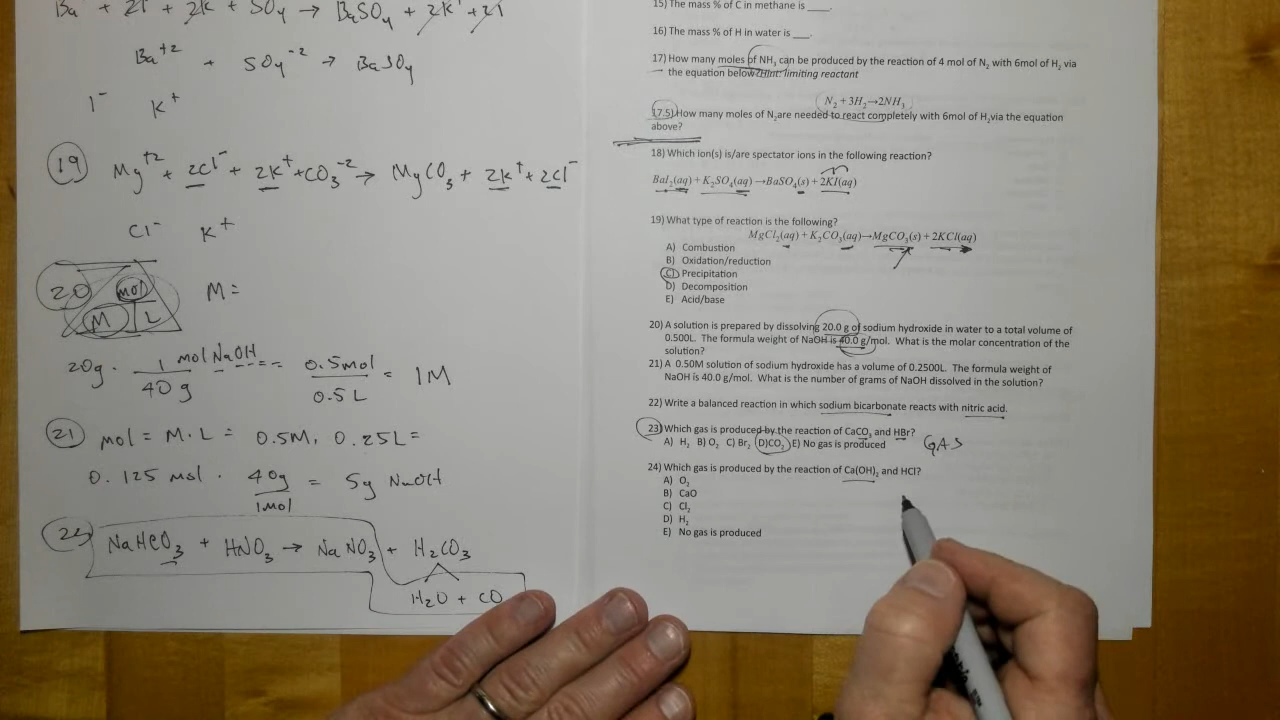 Ba + 2I + 2K + SO4 → BaSO4 + 2K+ + 2I
Ba+2 + SO4-2 → BaSO4
I- K+
19 Mg+2 + 2Cl- + 2K+ + CO3-2 → MgCO3 + 2K+ + 2Cl-
Cl- K+
20 mol M L M=
20g · 1 mol NaOH / 40 g = 0.5mol / 0.5L = 1M
21 mol = M·L = 0.5M, 0.25L =
0.125 mol · 40g / 1mol = 5g NaOH
NaHCO3 + HNO3 → NaNO3 + H2CO3
H2O + CO
15) The mass % of C in methane is ____.
16) The mass % of H in water is ___.
17) How many moles of NH3 can be produced by the reaction of 4 mol of N2 with 6mol of H2 via
the equation below? Hint: limiting reactant
N2 + 3H2→2NH3
17.5) How many moles of N2are needed to react completely with 6mol of H2via the equation
above?
18) Which ion(s) is/are spectator ions in the following reaction?
BaI2(aq) + K2SO4(aq)→BaSO4(s) + 2KI(aq)
19) What type of reaction is the following?
MgCl2(aq) + K2CO3(aq)→MgCO3(s) + 2KCl(aq)
A) Combustion
B) Oxidation/reduction
C) Precipitation
D) Decomposition
E) Acid/base
20) A solution is prepared by dissolving 20.0 g of sodium hydroxide in water to a total volume of
0.500L. The formula weight of NaOH is 40.0 g/mol. What is the molar concentration of the
solution?
21) A 0.50M solution of sodium hydroxide has a volume of 0.2500L. The formula weight of
NaOH is 40.0 g/mol. What is the number of grams of NaOH dissolved in the solution?
22) Write a balanced reaction in which sodium bicarbonate reacts with nitric acid.
23) Which gas is produced by the reaction of CaCO3 and HBr?
A) H2 B) O2 C) Br2 D)CO2 E) No gas is produced GAS
24) Which gas is produced by the reaction of Ca(OH)2 and HCl?
A) O2
B) CaO
C) Cl2
D) H2
E) No gas is produced